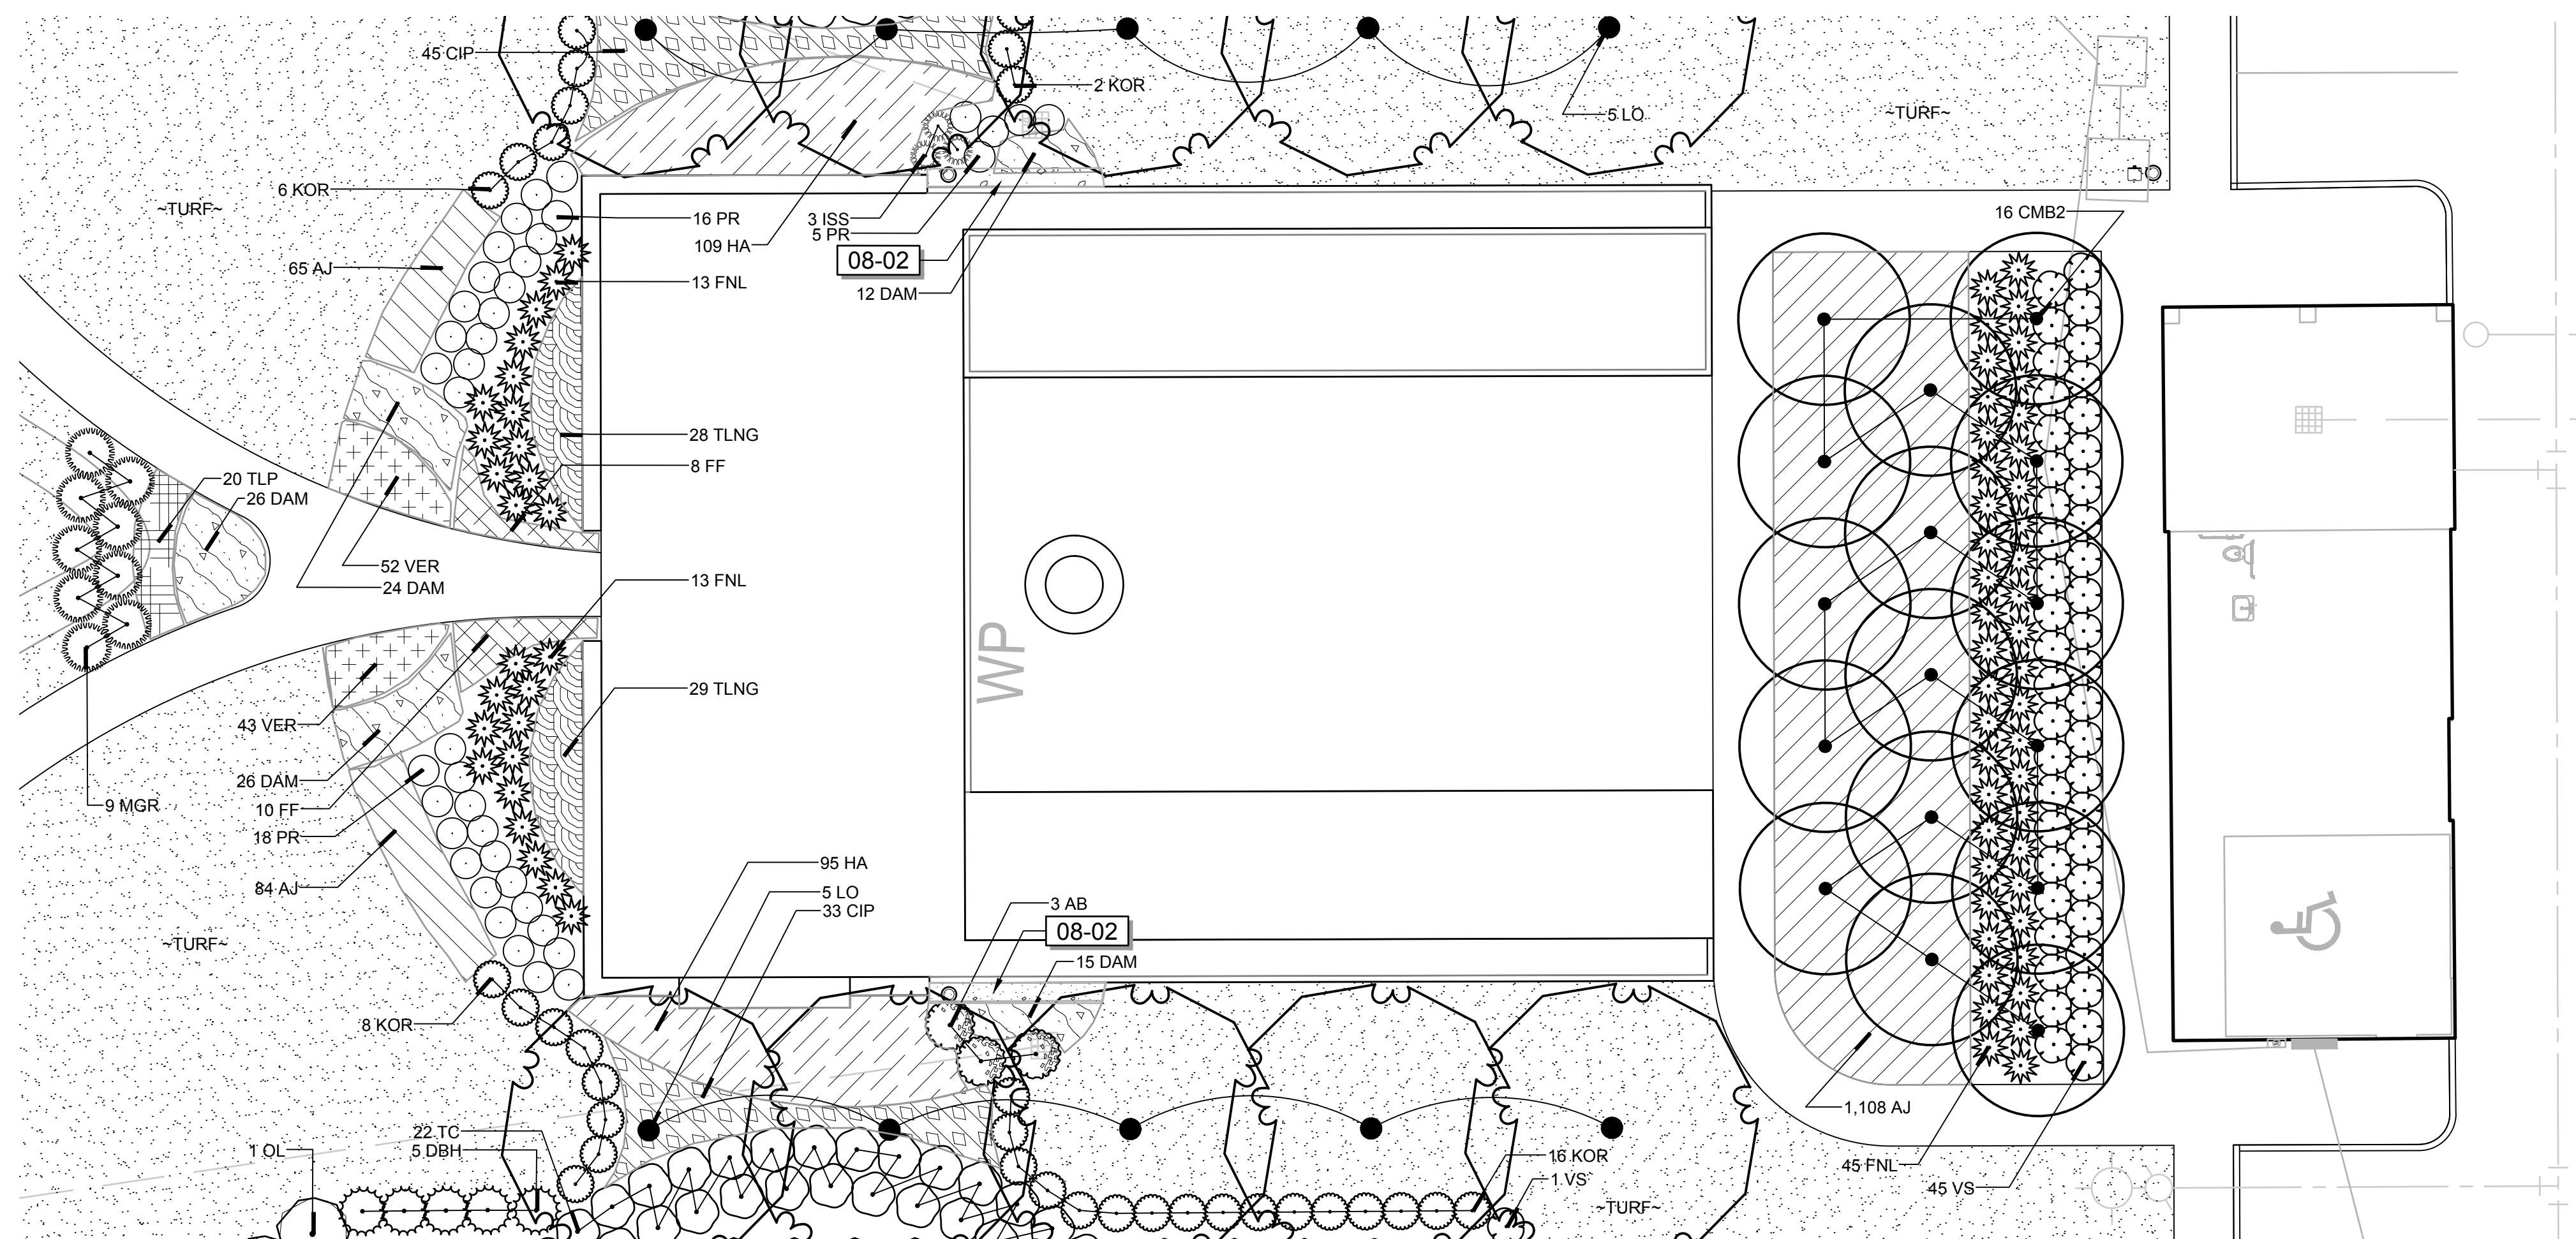 45 CIP
2 KOR
5 LO
~TURF~
6 KOR
~TURF~
16 PR
3 ISS
16 CMB2
5 PR
109 HA
08-02
65 AJ
13 FNL
12 DAM
28 TLNG
8 FF
20 TLP
26 DAM
52 VER
24 DAM
13 FNL
WP
29 TLNG
43 VER
26 DAM
9 MGR
10 FF
18 PR
95 HA
84 AJ
5 LO
33 CIP
3 AB
08-02
~TURF~
15 DAM
8 KOR
1,108 AJ
22 TC
1 OL
5 DBH
16 KOR
45 FNL
1 VS
45 VS
~TURF~